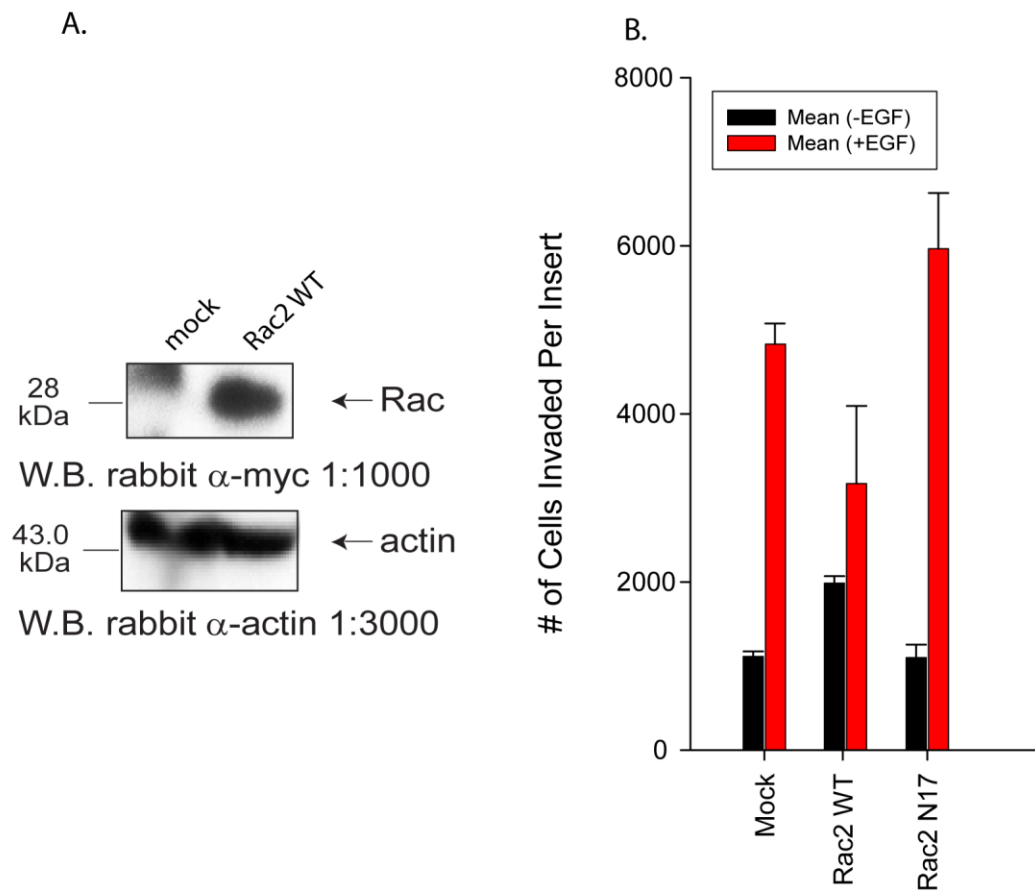 A.
mock
Rac2 WT
28
kDa
Rac
W.B. rabbit α-myc 1:1000
43.0
kDa
actin
W.B. rabbit α-actin 1:3000
B.
Mean (-EGF)
Mean (+EGF)
# of Cells Invaded Per Insert
8000
6000
4000
2000
0
Mock
Rac2 WT
Rac2 N17